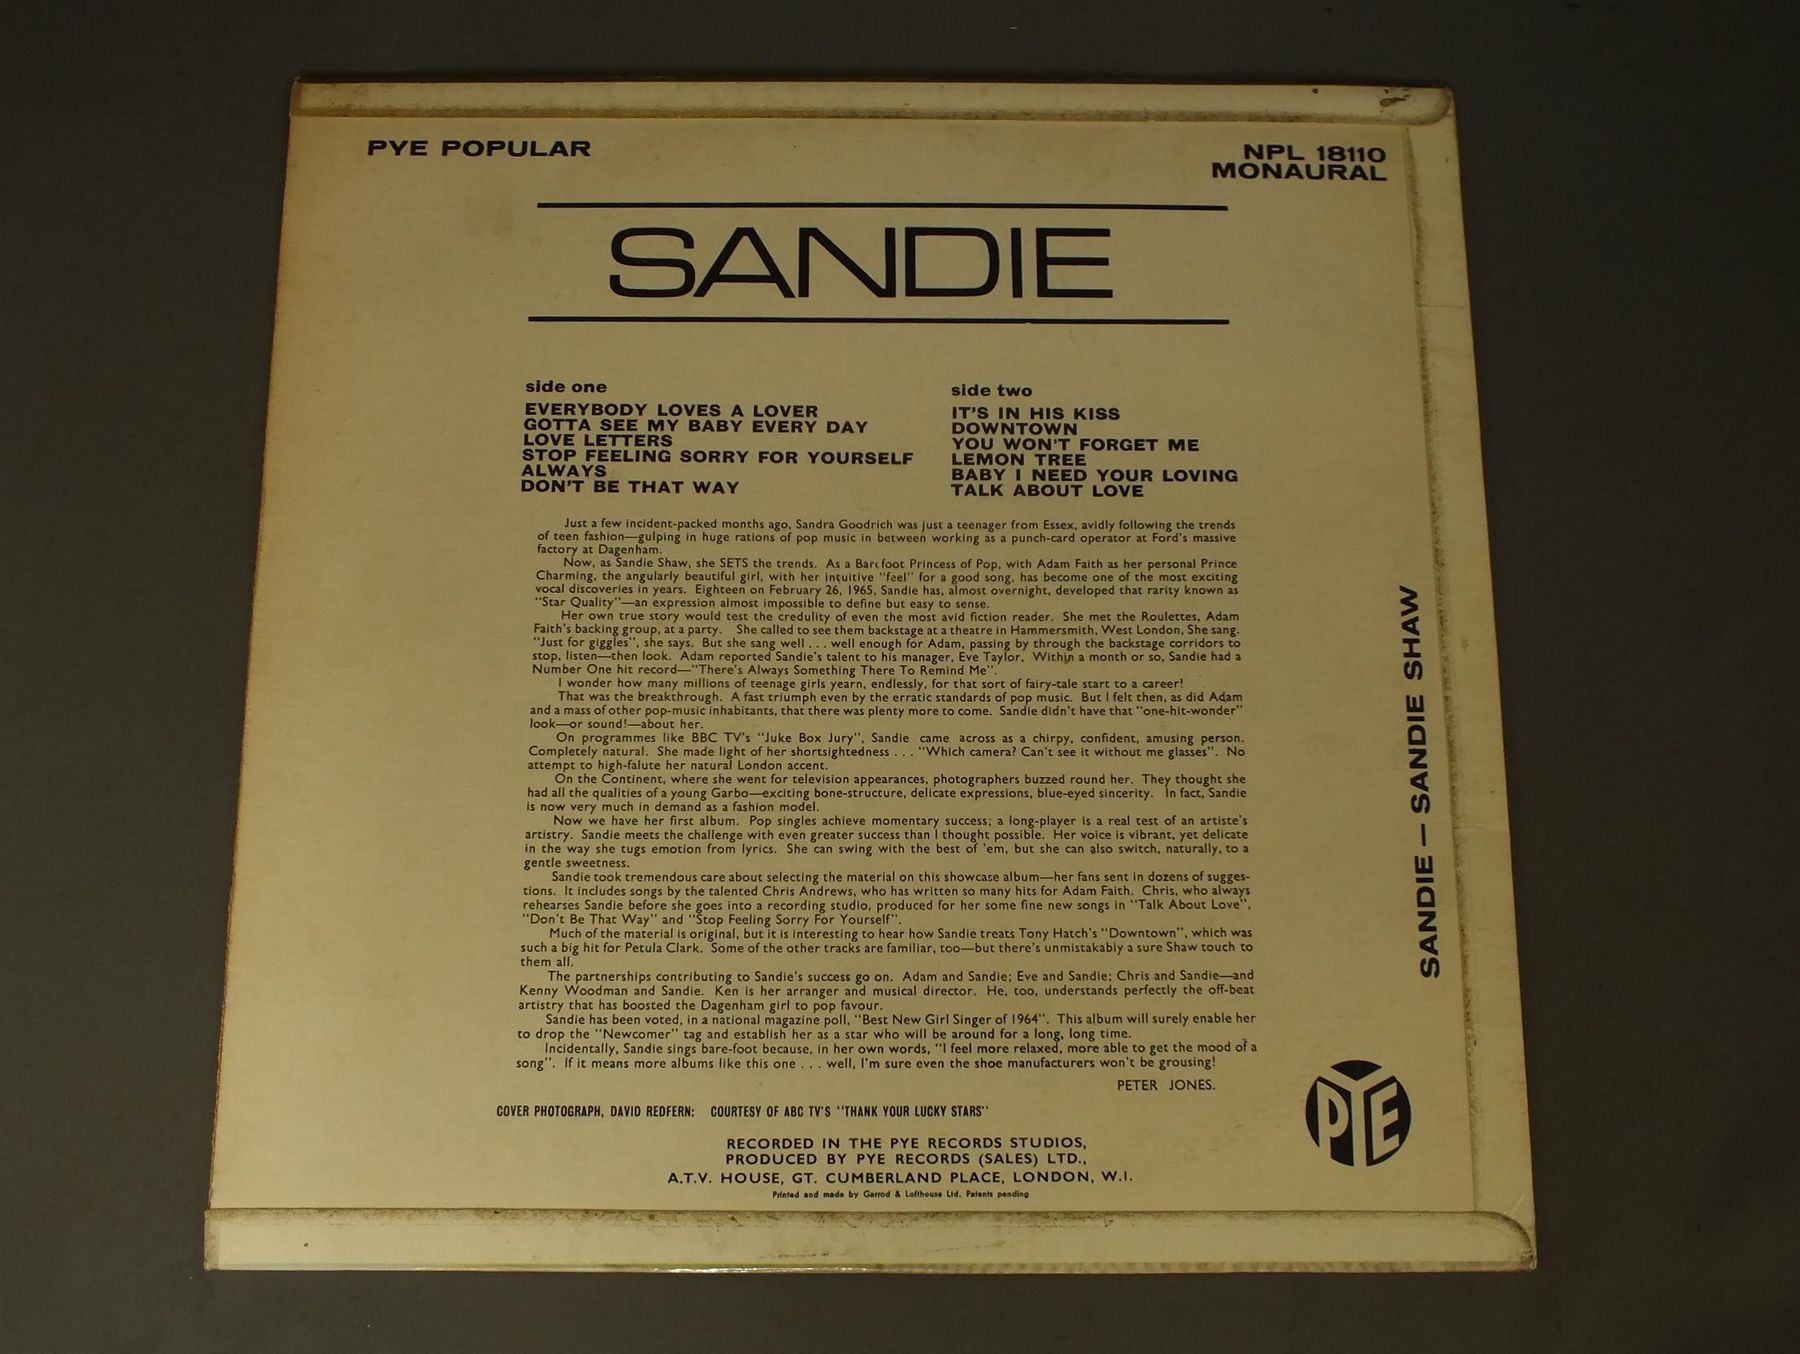 PYE POPULAR
NPL 18110
MONAURAL
SANDIE
side one
EVERYBODY LOVES A LOVER
GOTTA SEE MY BABY EVERY DAY
LOVE LETTERS
STOP FEELING SORRY FOR YOURSELF
ALWAYS
DON'T BE THAT WAY
side two
IT'S IN HIS KISS
DOWNTOWN
YOU WON'T FORGET ME
LEMON TREE
BABY I NEED YOUR LOVING
TALK ABOUT LOVE
Just a few incident-packed months ago, Sandra Goodrich was just a teenager from Essex, avidly following the trends
of teen fashion—gulping in huge rations of pop music in between working as a punch-card operator at Ford's massive
factory at Dagenham.
Now, as Sandie Shaw, she SETS the trends. As a Barefoot Princess of Pop, with Adam Faith as her personal Prince
Charming, the angularly beautiful girl, with her intuitive "feel" for a good song, has become one of the most exciting
vocal discoveries in years. Eighteen on February 26, 1965, Sandie has, almost overnight, developed that rarity known as
"Star Quality"—an expression almost impossible to define but easy to sense.
Her own true story would test the credulity of even the most avid fiction reader. She met the Roulettes, Adam
Faith's backing group, at a party. She called to see them backstage at a theatre in Hammersmith, West London, She sang.
"Just for giggles", she says. But she sang well . . . well enough for Adam, passing by through the backstage corridors to
stop, listen—then look. Adam reported Sandie's talent to his manager, Eve Taylor, Within a month or so, Sandie had a
Number One hit record—"There's Always Something There To Remind Me".
I wonder how many millions of teenage girls yearn, endlessly, for that sort of fairy-tale start to a career!
That was the breakthrough. A fast triumph even by the erratic standards of pop music. But I felt then, as did Adam
and a mass of other pop-music inhabitants, that there was plenty more to come. Sandie didn't have that "one-hit-wonder"
look—or sound!—about her.
On programmes like BBC TV's "Juke Box Jury", Sandie came across as a chirpy, confident, amusing person.
Completely natural. She made light of her shortsightedness . . . "Which camera? Can't see it without me glasses". No
attempt to high-falute her natural London accent.
On the Continent, where she went for television appearances, photographers buzzed round her. They thought she
had all the qualities of a young Garbo—exciting bone-structure, delicate expressions, blue-eyed sincerity. In fact, Sandie
is now very much in demand as a fashion model.
Now we have her first album. Pop singles achieve momentary success; a long-player is a real test of an artiste's
artistry. Sandie meets the challenge with even greater success than I thought possible. Her voice is vibrant, yet delicate
in the way she tugs emotion from lyrics. She can swing with the best of 'em, but she can also switch, naturally, to a
gentle sweetness.
Sandie took tremendous care about selecting the material on this showcase album—her fans sent in dozens of sugges-
tions. It includes songs by the talented Chris Andrews, who has written so many hits for Adam Faith. Chris, who always
rehearses Sandie before she goes into a recording studio, produced for her some fine new songs in "Talk About Love",
"Don't Be That Way" and "Stop Feeling Sorry For Yourself".
Much of the material is original, but it is interesting to hear how Sandie treats Tony Hatch's "Downtown", which was
such a big hit for Petula Clark. Some of the other tracks are familiar, too—but there's unmistakably a sure Shaw touch to
them all.
The partnerships contributing to Sandie's success go on. Adam and Sandie; Eve and Sandie; Chris and Sandie—and
Kenny Woodman and Sandie. Ken is her arranger and musical director. He, too, understands perfectly the off-beat
artistry that has boosted the Dagenham girl to pop favour.
Sandie has been voted, in a national magazine poll, "Best New Girl Singer of 1964". This album will surely enable her
to drop the "Newcomer" tag and establish her as a star who will be around for a long, long time.
Incidentally, Sandie sings bare-foot because, in her own words, "I feel more relaxed, more able to get the mood of a
song". If it means more albums like this one . . . well, I'm sure even the shoe manufacturers won't be grousing!
PETER JONES.
COVER PHOTOGRAPH, DAVID REDFERN: COURTESY OF ABC TV'S "THANK YOUR LUCKY STARS"
RECORDED IN THE PYE RECORDS STUDIOS,
PRODUCED BY PYE RECORDS (SALES) LTD.,
A.T.V. HOUSE, GT. CUMBERLAND PLACE, LONDON, W.I.
Printed and made by Garrod & Lofthouse Ltd. Patents pending
SANDIE — SANDIE SHAW
PYE